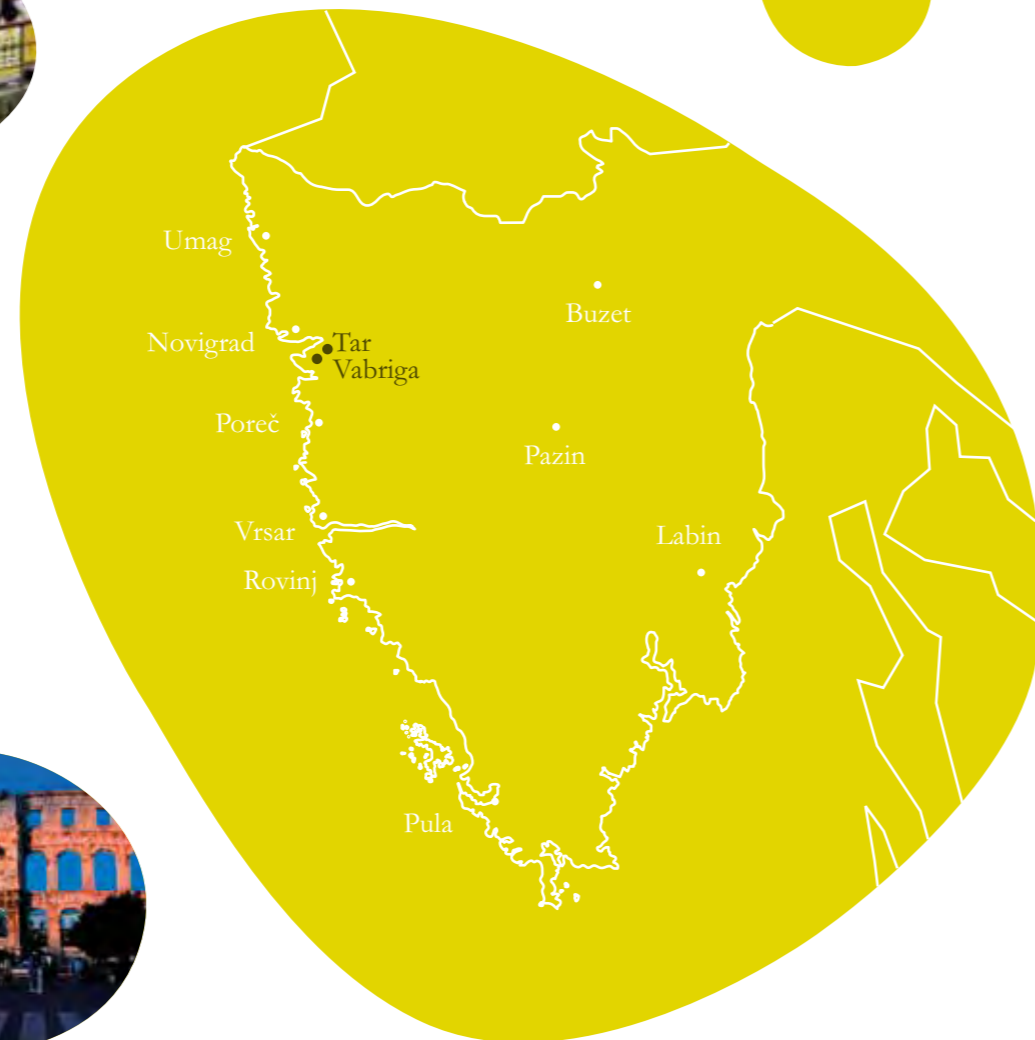 Umag
Buzet
Novigrad
Tar
Vabriga
Poreč
Pazin
Vrsar
Labin
Rovinj
Pula